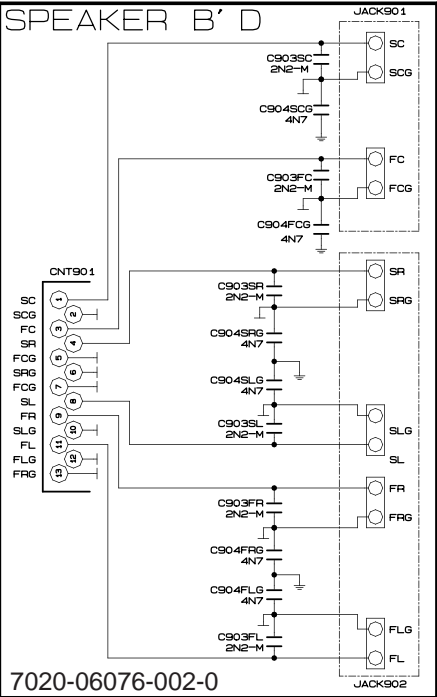 SPEAKER B' D
JACK901
SC
C903SC
2N2-M
SCG
C904SCG
4N7
FC
C903FC
2N2-M
FCG
C904FCG
4N7
CNT901
SC 1
SCG 2
FC 3
SR 4
FCG 5
SRG 6
FCG 7
SL 8
FR 9
SLG 10
FL 11
FLG 12
FRG 13
SR
C903SR
2N2-M
SRG
C904SRG
4N7
C904SLG
4N7
C903SL
2N2-M
SLG
SL
FR
C903FR
2N2-M
FRG
C904FRG
4N7
C904FLG
4N7
FLG
C903FL
2N2-M
FL
7020-06076-002-0
JACK902